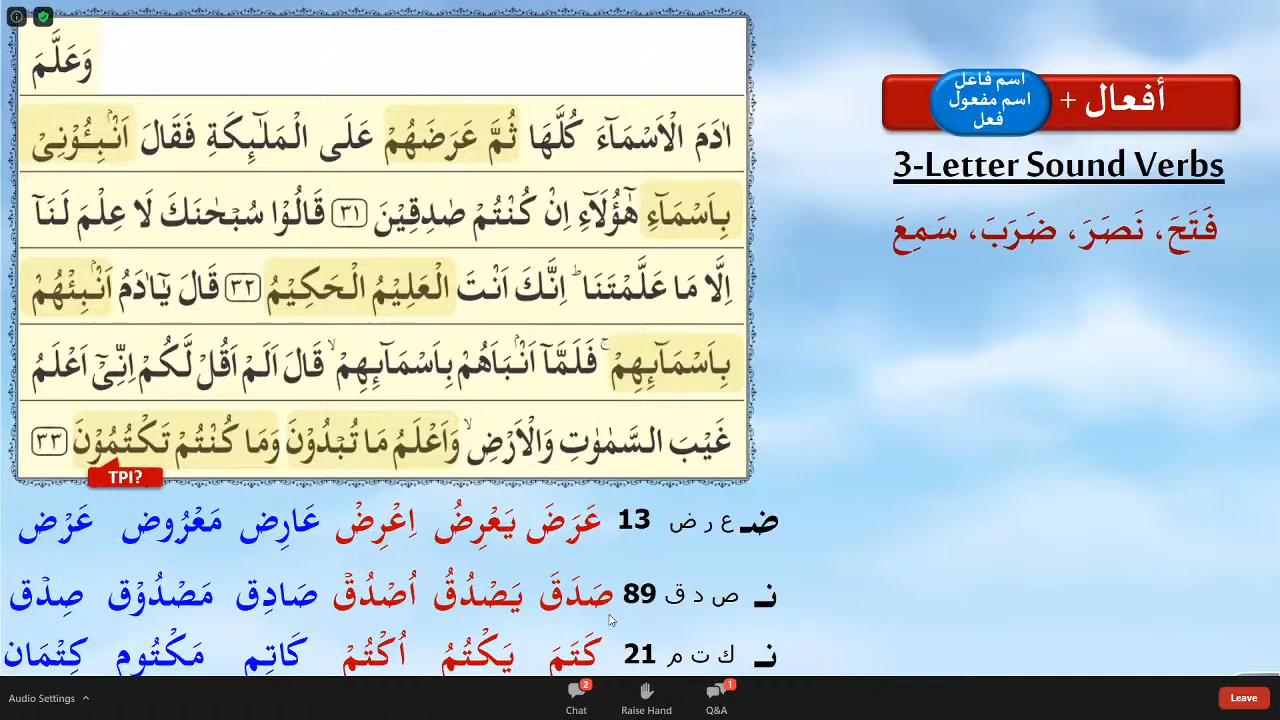 وَعَلَّمَ
اٰدَمَ الْاَسْمَآءَ كُلَّهَا ثُمَّ عَرَضَهُمْ عَلَى الْمَلٰٓئِكَةِ فَقَالَ اَنْۢبِـُٔوْنِىْ
بِاَسْمَآءِ هٰٓؤُلَآءِ اِنْ كُنْتُمْ صٰدِقِيْنَ ٣١ قَالُوْا سُبْحٰنَكَ لَا عِلْمَ لَنَآ
اِلَّا مَا عَلَّمْتَنَا ؕ اِنَّكَ اَنْتَ الْعَلِيْمُ الْحَكِيْمُ ٣٢ قَالَ يٰٓاٰدَمُ اَنْۢبِئْهُمْ
بِاَسْمَآئِهِمْ ۚ فَلَمَّآ اَنْۢبَاَهُمْ بِاَسْمَآئِهِمْ ۙ قَالَ اَلَمْ اَقُلْ لَّكُمْ اِنِّىْٓ اَعْلَمُ
غَيْبَ السَّمٰوٰتِ وَالْاَرْضِ ۙ وَاَعْلَمُ مَا تُبْدُوْنَ وَمَا كُنْتُمْ تَكْتُمُوْنَ ٣٣
TPI?
أفعال +
اسم فاعل
اسم مفعول
فعل
3-Letter Sound Verbs
فَتَحَ، نَصَرَ، ضَرَبَ، سَمِعَ
ضـ ع ر ض 13 عَرَضَ يَعْرِضُ اِعْرِضْ عَارِض مَعْرُوض عَرْض
نـ ص د ق 89 صَدَقَ يَصْدُقُ اُصْدُقْ صَادِق مَصْدُوْق صِدْق
نـ ك ت م 21 كَتَمَ يَكْتُمُ اُكْتُمْ كَاتِم مَكْتُوم كِتْمَان
Audio Settings
2
Chat
Raise Hand
1
Q&A
Leave